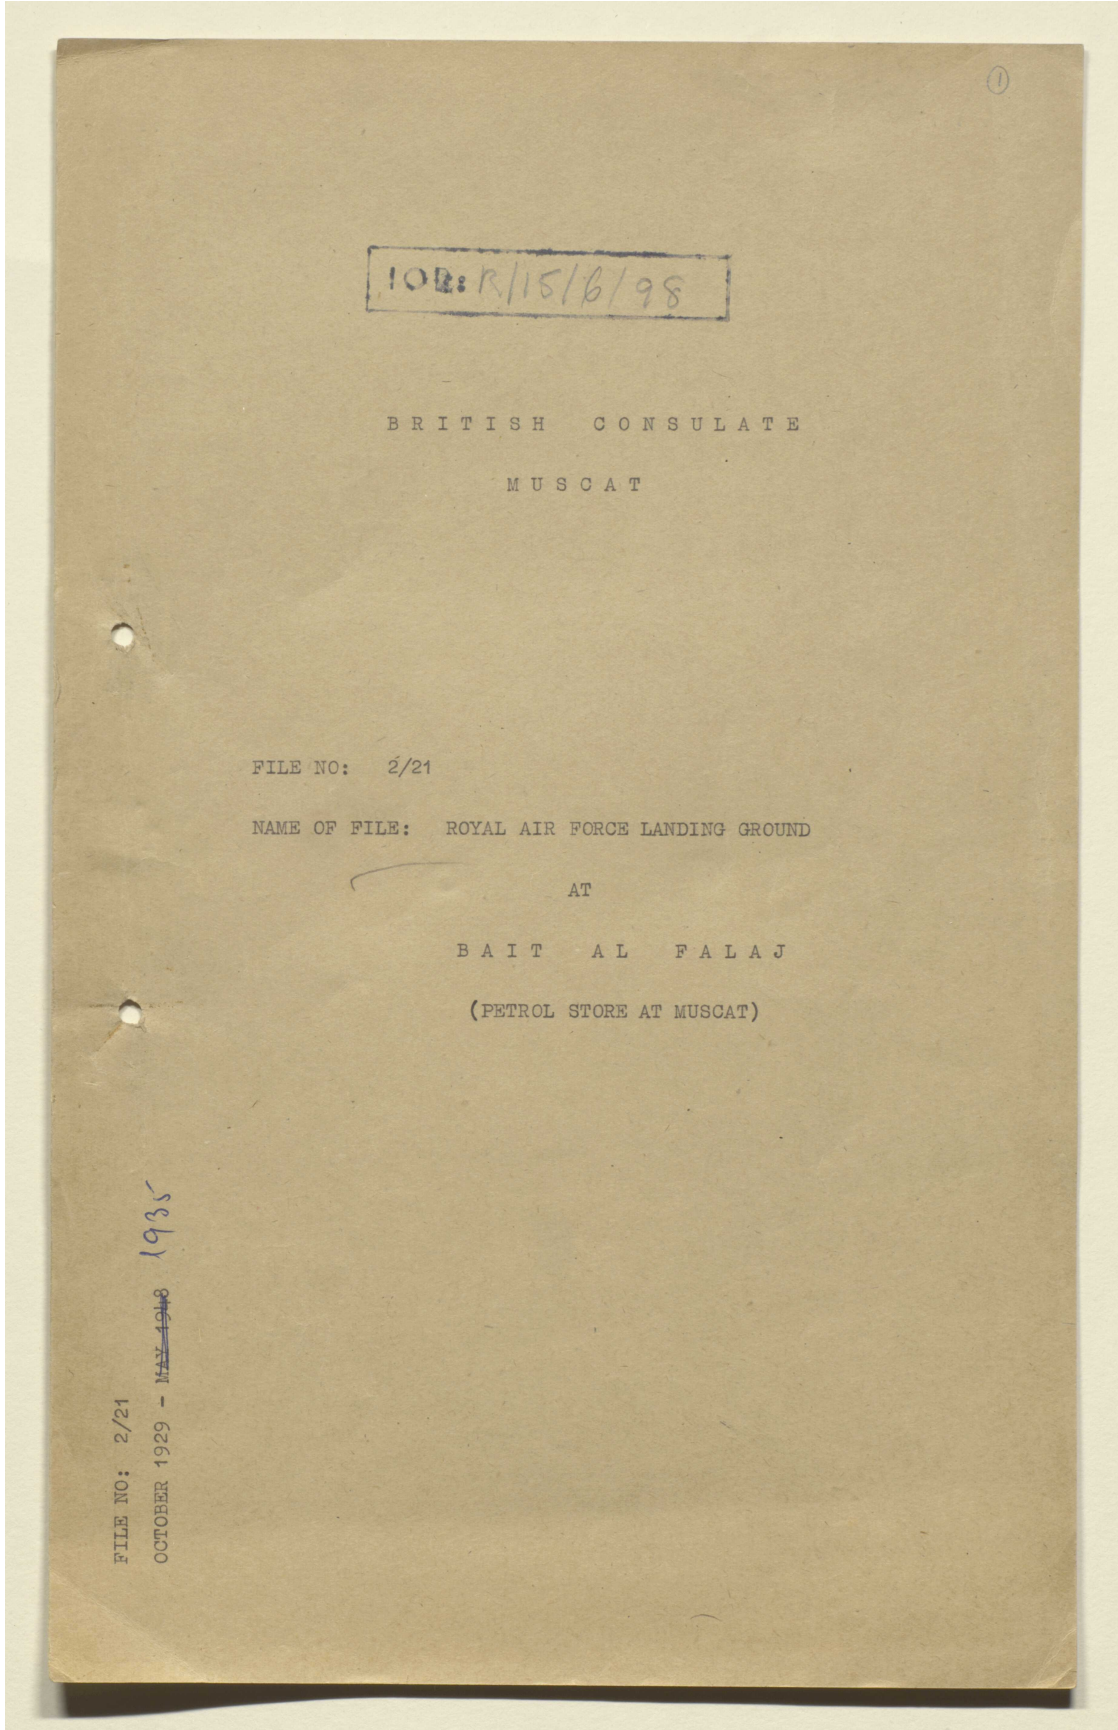 1
IOR: R/15/6/98
BRITISH CONSULATE
MUSCAT
FILE NO: 2/21
NAME OF FILE: ROYAL AIR FORCE LANDING GROUND
AT
BAIT AL FALAJ
(PETROL STORE AT MUSCAT)
FILE NO: 2/21
OCTOBER 1929 - MAY 1948 1935